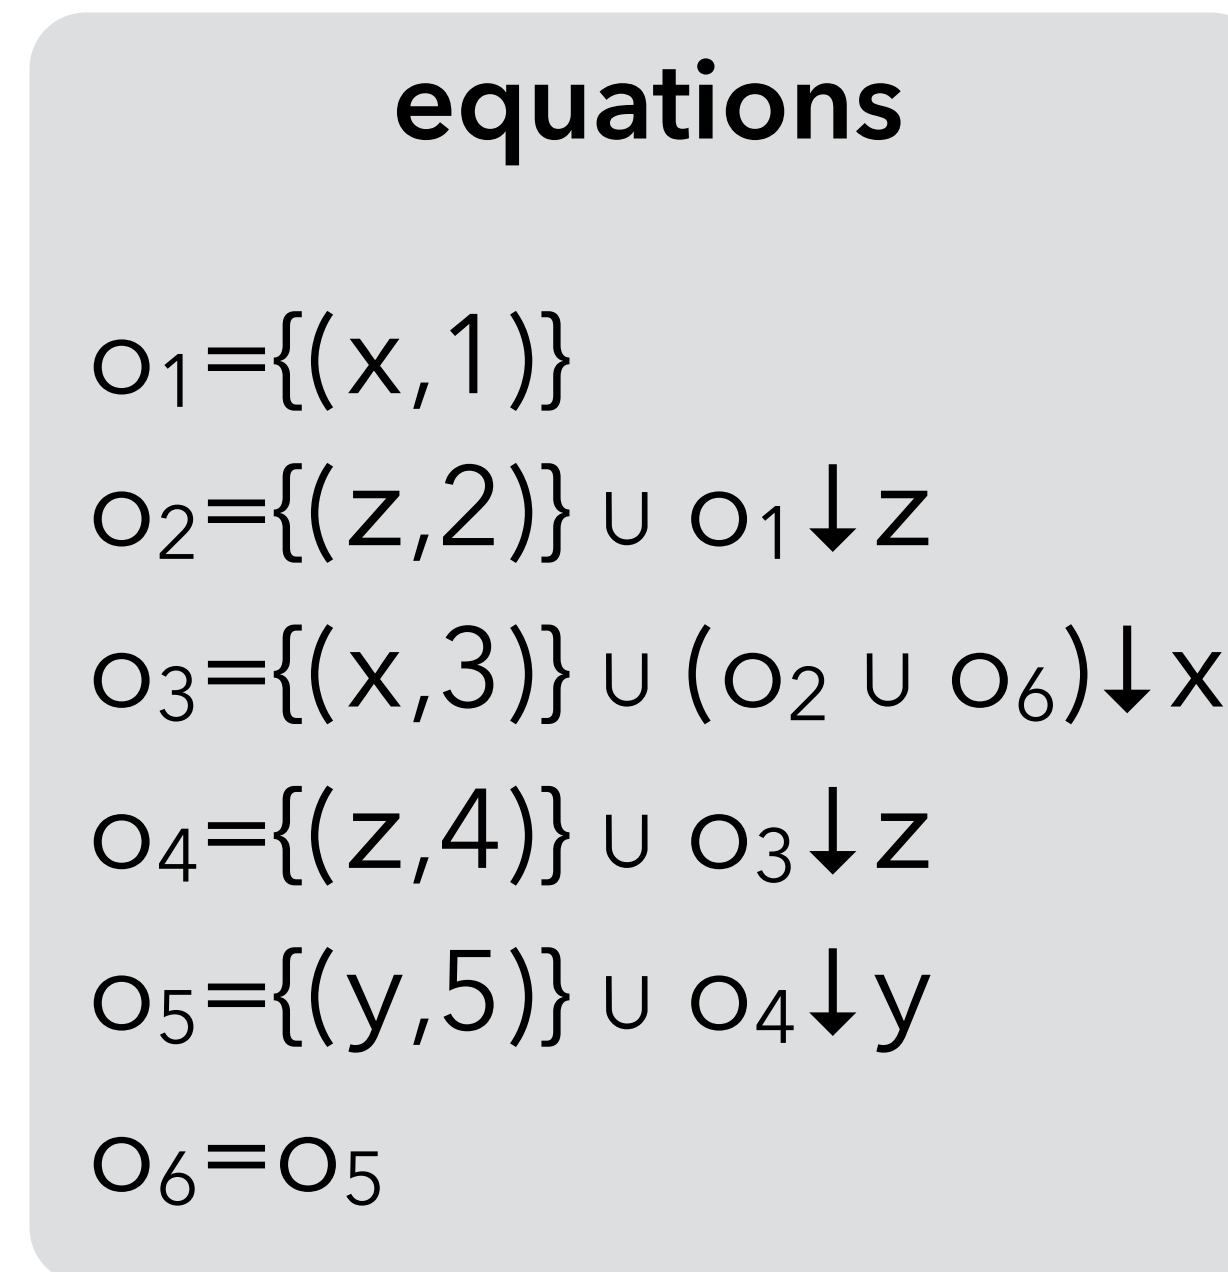 equations
o₁={(x,1)}
o₂={(z,2)} ∪ o₁↓z
o₃={(x,3)} ∪ (o₂ ∪ o₆)↓x
o₄={(z,4)} ∪ o₃↓z
o₅={(y,5)} ∪ o₄↓y
o₆=o₅